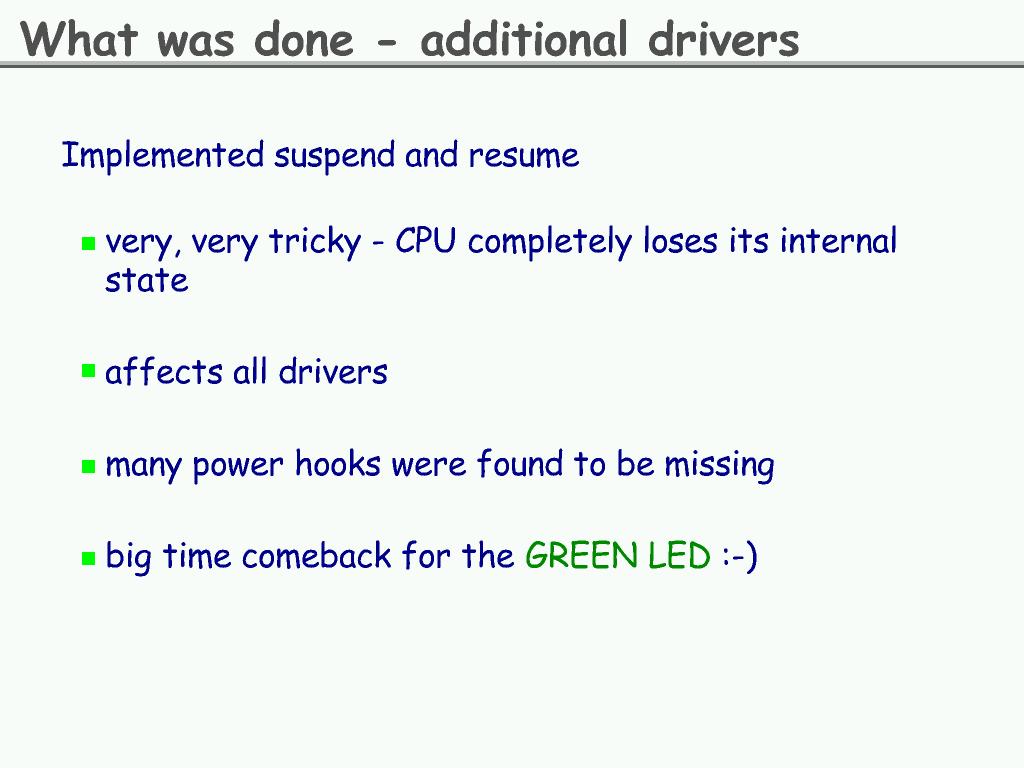 What was done - additional drivers
Implemented suspend and resume
very, very tricky - CPU completely loses its internal
state
affects all drivers
many power hooks were found to be missing
big time comeback for the GREEN LED :-)